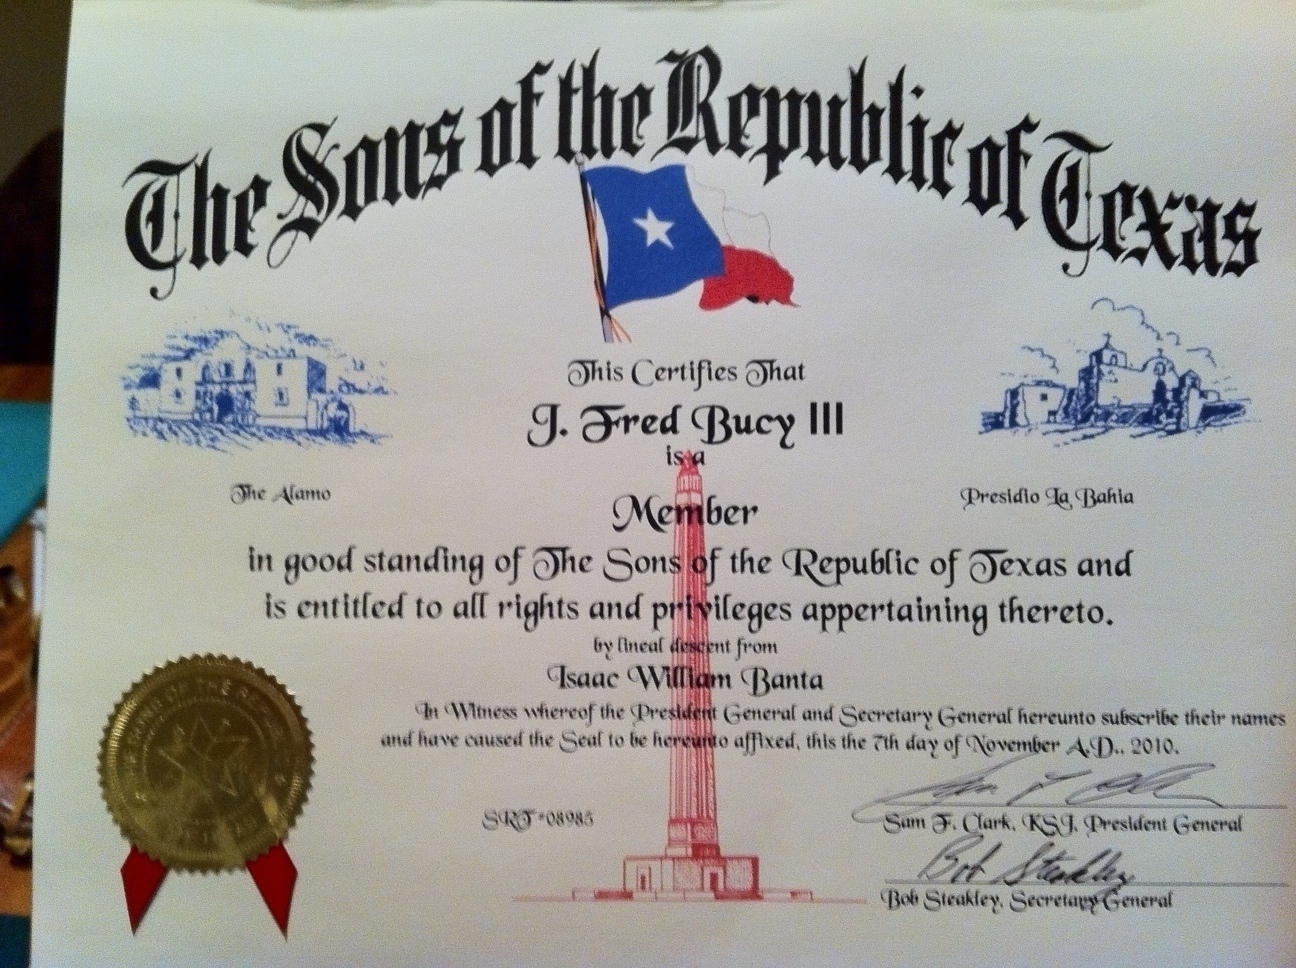 The Sons of the Republic of Texas
This Certifies That
J. Fred Bucy III
is a
The Alamo
Presidio La Bahia
Member
in good standing of The Sons of the Republic of Texas and
is entitled to all rights and privileges appertaining thereto.
by lineal descent from
Isaac William Banta
In Witness whereof the President General and Secretary General hereunto subscribe their names
and have caused the Seal to be hereunto affixed, this the 7th day of November A.D., 2010.
SRT #08985
Sam F. Clark, KSJ, President General
Bob Steakley
Bob Steakley, Secretary General